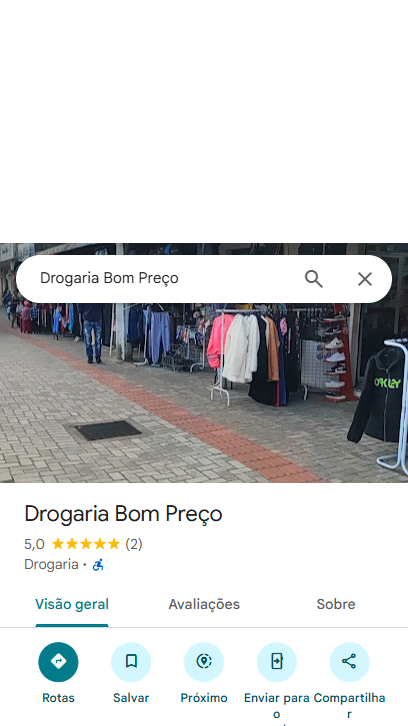 Drogaria Bom Preço
OKLEY
Drogaria Bom Preço
5,0 (2)
Drogaria ·
Visão geral Avaliações Sobre
Rotas Salvar Próximo Enviar para o Compartilhar